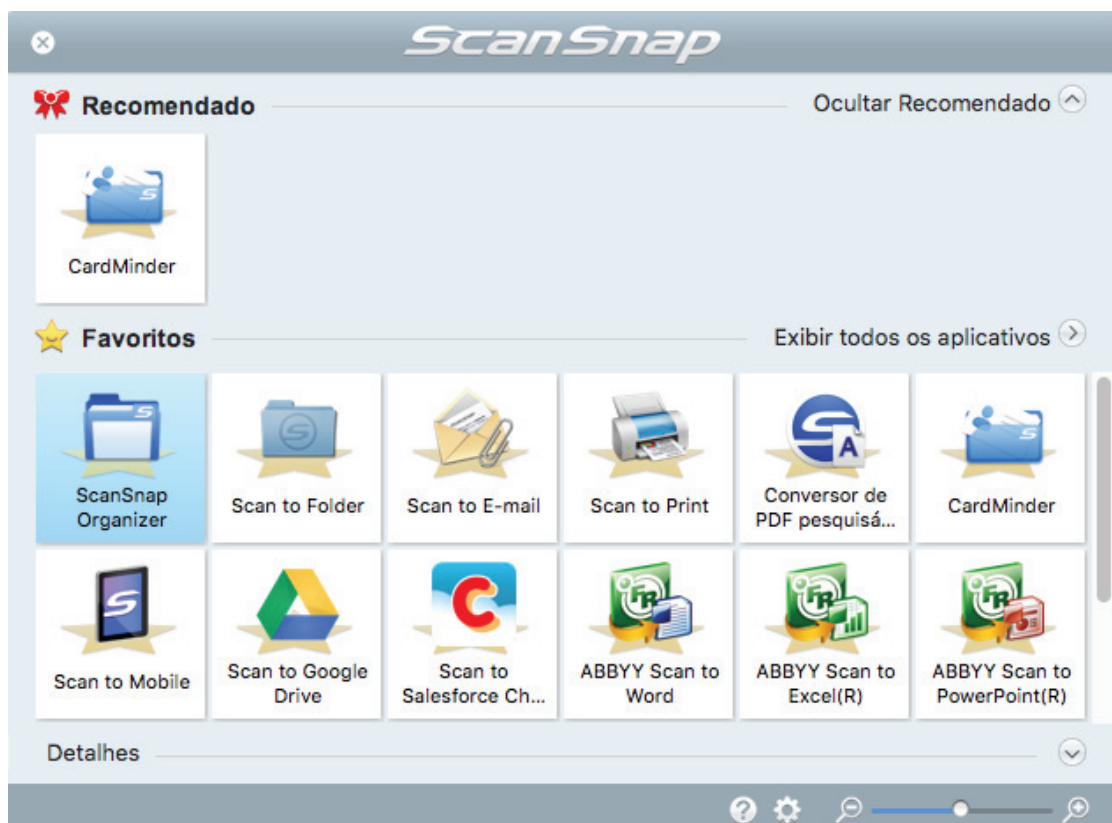 ScanSnap
Recomendado
Ocultar Recomendado
CardMinder
Favoritos
Exibir todos os aplicativos
ScanSnap
Organizer
Scan to Folder
Scan to E-mail
Scan to Print
Conversor de
PDF pesquisá...
CardMinder
Scan to Mobile
Scan to Google
Drive
Scan to
Salesforce Ch...
ABBYY Scan to
Word
ABBYY Scan to
Excel(R)
ABBYY Scan to
PowerPoint(R)
Detalhes